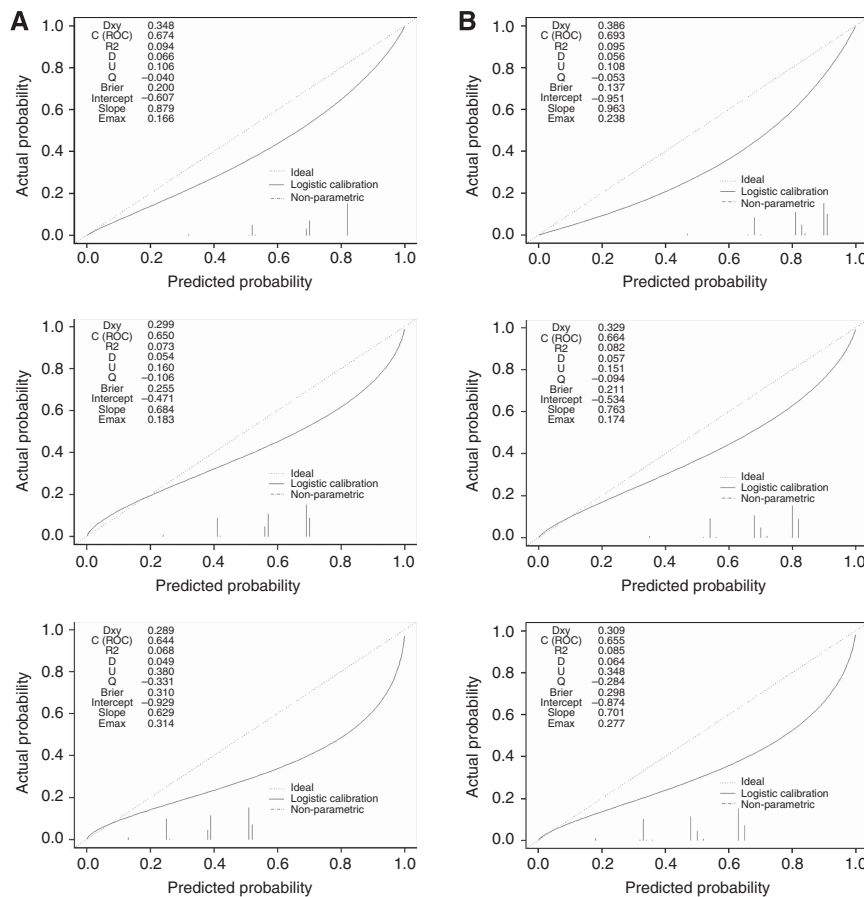 A
Dxy 0.348
C (ROC) 0.674
R2 0.094
D 0.066
U 0.106
Q −0.040
Brier 0.200
Intercept −0.607
Slope 0.879
Emax 0.166
Ideal
Logistic calibration
Non-parametric
Actual probability
1.0
0.8
0.6
0.4
0.2
0.0
0.0 0.2 0.4 0.6 0.8 1.0
Predicted probability
B
Dxy 0.386
C (ROC) 0.693
R2 0.095
D 0.056
U 0.108
Q −0.053
Brier 0.137
Intercept −0.951
Slope 0.963
Emax 0.238
Ideal
Logistic calibration
Non-parametric
Actual probability
1.0
0.8
0.6
0.4
0.2
0.0
0.0 0.2 0.4 0.6 0.8 1.0
Predicted probability
Dxy 0.299
C (ROC) 0.650
R2 0.073
D 0.054
U 0.160
Q −0.106
Brier 0.255
Intercept −0.471
Slope 0.684
Emax 0.183
Ideal
Logistic calibration
Non-parametric
Actual probability
1.0
0.8
0.6
0.4
0.2
0.0
0.0 0.2 0.4 0.6 0.8 1.0
Predicted probability
Dxy 0.329
C (ROC) 0.664
R2 0.082
D 0.057
U 0.151
Q −0.094
Brier 0.211
Intercept −0.534
Slope 0.763
Emax 0.174
Ideal
Logistic calibration
Non-parametric
Actual probability
1.0
0.8
0.6
0.4
0.2
0.0
0.0 0.2 0.4 0.6 0.8 1.0
Predicted probability
Dxy 0.289
C (ROC) 0.644
R2 0.068
D 0.049
U 0.380
Q −0.331
Brier 0.310
Intercept −0.929
Slope 0.629
Emax 0.314
Ideal
Logistic calibration
Non-parametric
Actual probability
1.0
0.8
0.6
0.4
0.2
0.0
0.0 0.2 0.4 0.6 0.8 1.0
Predicted probability
Dxy 0.309
C (ROC) 0.655
R2 0.085
D 0.064
U 0.348
Q −0.284
Brier 0.298
Intercept −0.874
Slope 0.701
Emax 0.277
Ideal
Logistic calibration
Non-parametric
Actual probability
1.0
0.8
0.6
0.4
0.2
0.0
0.0 0.2 0.4 0.6 0.8 1.0
Predicted probability